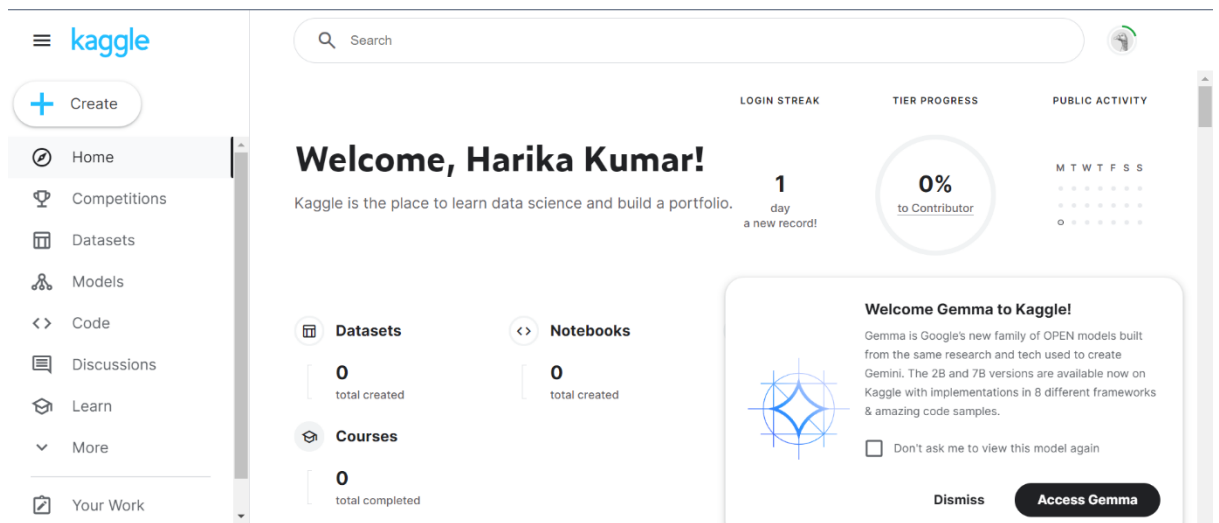 kaggle
Search
Create
Home
Competitions
Datasets
Models
Code
Discussions
Learn
More
Your Work
Welcome, Harika Kumar!
Kaggle is the place to learn data science and build a portfolio.
LOGIN STREAK
1
day
a new record!
TIER PROGRESS
0%
to Contributor
PUBLIC ACTIVITY
M T W T F S S
Datasets
0
total created
Notebooks
0
total created
Courses
0
total completed
Welcome Gemma to Kaggle!
Gemma is Google's new family of OPEN models built
from the same research and tech used to create
Gemini. The 2B and 7B versions are available now on
Kaggle with implementations in 8 different frameworks
& amazing code samples.
Don't ask me to view this model again
Dismiss
Access Gemma